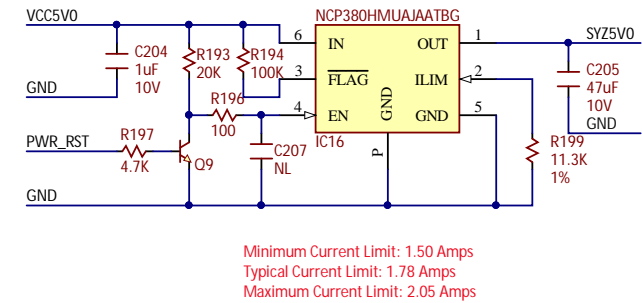 VCC5V0
NCP380HMUAJAATBG
C204
1uF
10V
R193
20K
R194
100K
6
IN
OUT
1
SYZ5V0
3
FLAG
ILIM
2
C205
47uF
10V
GND
R196
100
4
EN
GND
GND
5
GND
PWR_RST
R197
4.7K
Q9
C207
NL
IC16
P
R199
11.3K
1%
GND
Minimum Current Limit: 1.50 Amps
Typical Current Limit: 1.78 Amps
Maximum Current Limit: 2.05 Amps